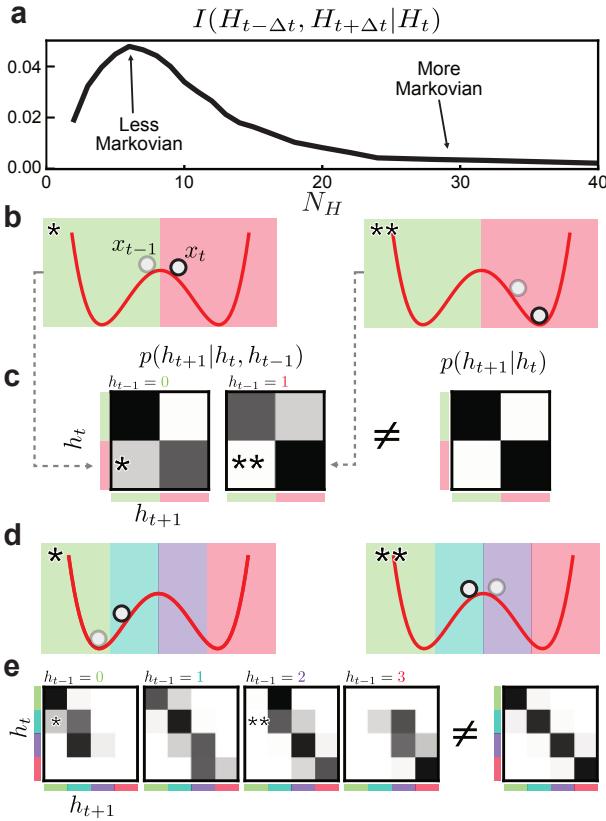 a
I(H_{t−Δt}, H_{t+Δt}|H_t)
0.04
0.02
0.00
Less
Markovian
More
Markovian
0 10 20 30 40
N_H
b
* x_{t−1} x_t **
p(h_{t+1}|h_t, h_{t−1}) p(h_{t+1}|h_t)
c
h_{t−1} = 0 h_{t−1} = 1
h_t
* ** ≠
h_{t+1}
d
* **
e
h_{t−1} = 0 h_{t−1} = 1 h_{t−1} = 2 h_{t−1} = 3
h_t
* ** ≠
h_{t+1}